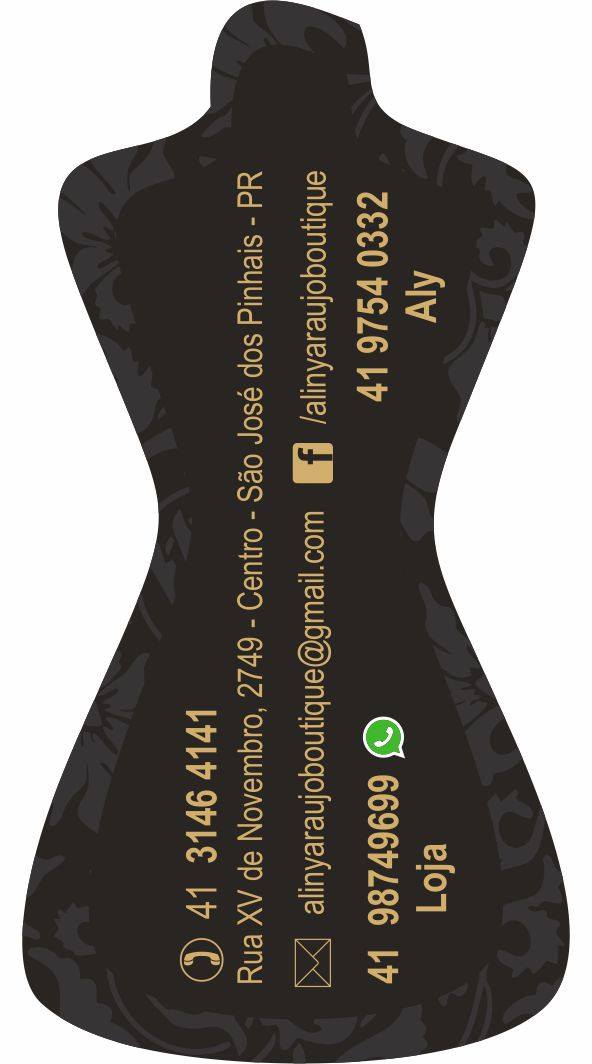 41 3146 4141
Rua XV de Novembro, 2749 - Centro - São José dos Pinhais - PR
alinyaraujoboutique@gmail.com /alinyaraujoboutique
41 98749699 41 9754 0332
Loja Aly